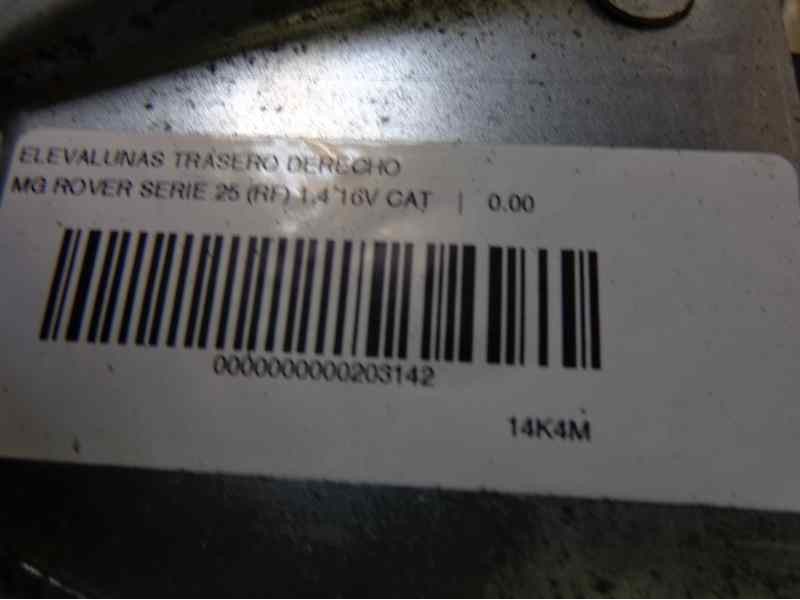 ELEVALUNAS TRASERO DERECHO
MG ROVER SERIE 25 (RF) 1.4 16V CAT | 0.00
0000000000203142
14K4M